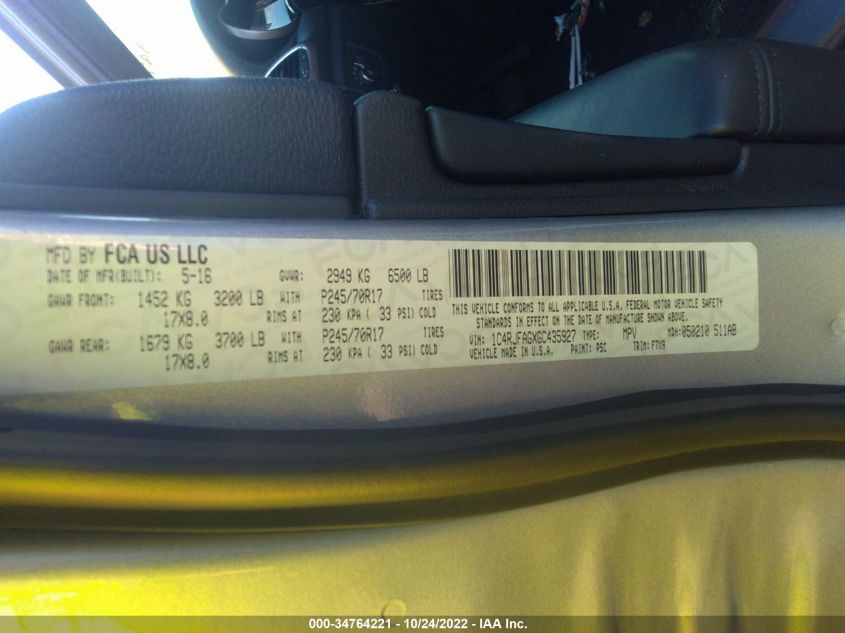 MFD BY FCA US LLC
DATE OF MFR(BUILT): 5-16 GVWR: 2949 KG 6500 LB
GAWR FRONT: 1452 KG 3200 LB WITH P245/70R17 TIRES
17X8.0 RIMS AT 230 KPA ( 33 PSI) COLD
GAWR REAR: 1679 KG 3700 LB WITH P245/70R17 TIRES
17X8.0 RIMS AT 230 KPA ( 33 PSI) COLD
THIS VEHICLE CONFORMS TO ALL APPLICABLE U.S.A. FEDERAL MOTOR VEHICLE SAFETY
STANDARDS IN EFFECT ON THE DATE OF MANUFACTURE SHOWN ABOVE.
VIN: 1C4RJFAGXGC435927 TYPE: MPV MDH: 050210 511AB
VEHICLE MADE IN U.S.A. PAINT: PSC TRIM: F7X9
000-34764221 - 10/24/2022 - IAA Inc.